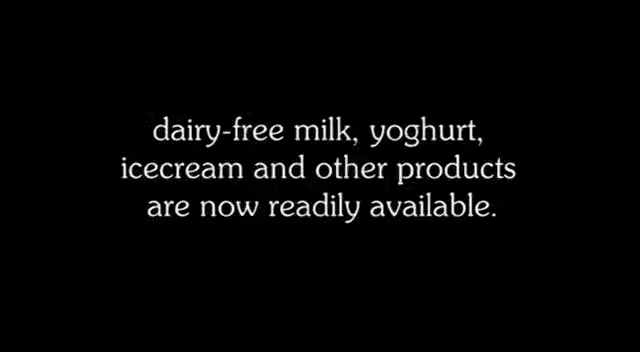 dairy-free milk, yoghurt,
icecream and other products
are now readily available.